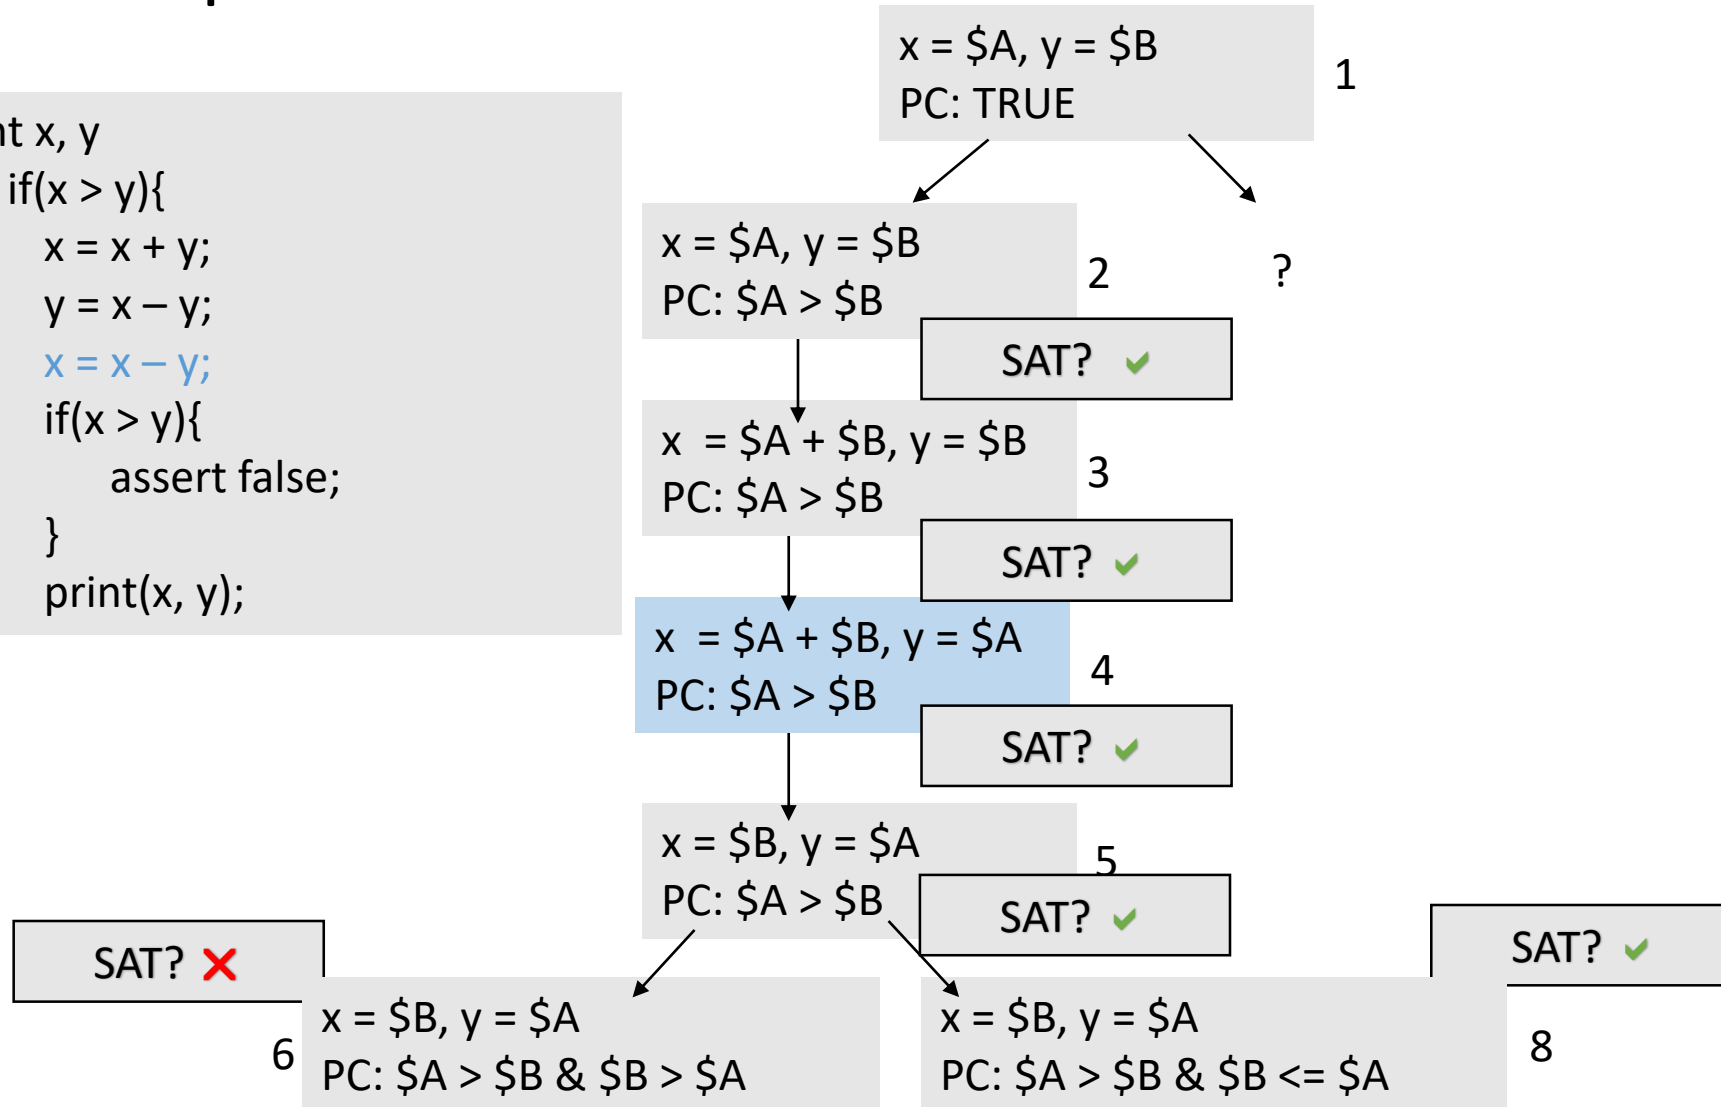 nt x, y
if(x > y){
x = x + y;
y = x – y;
x = x – y;
if(x > y){
assert false;
}
print(x, y);
x = $A, y = $B
PC: TRUE
1
x = $A, y = $B
PC: $A > $B
2
?
SAT?
x = $A + $B, y = $B
PC: $A > $B
3
SAT?
x = $A + $B, y = $A
PC: $A > $B
4
SAT?
x = $B, y = $A
PC: $A > $B
5
SAT?
SAT?
x = $B, y = $A
PC: $A > $B & $B > $A
6
SAT?
x = $B, y = $A
PC: $A > $B & $B <= $A
8